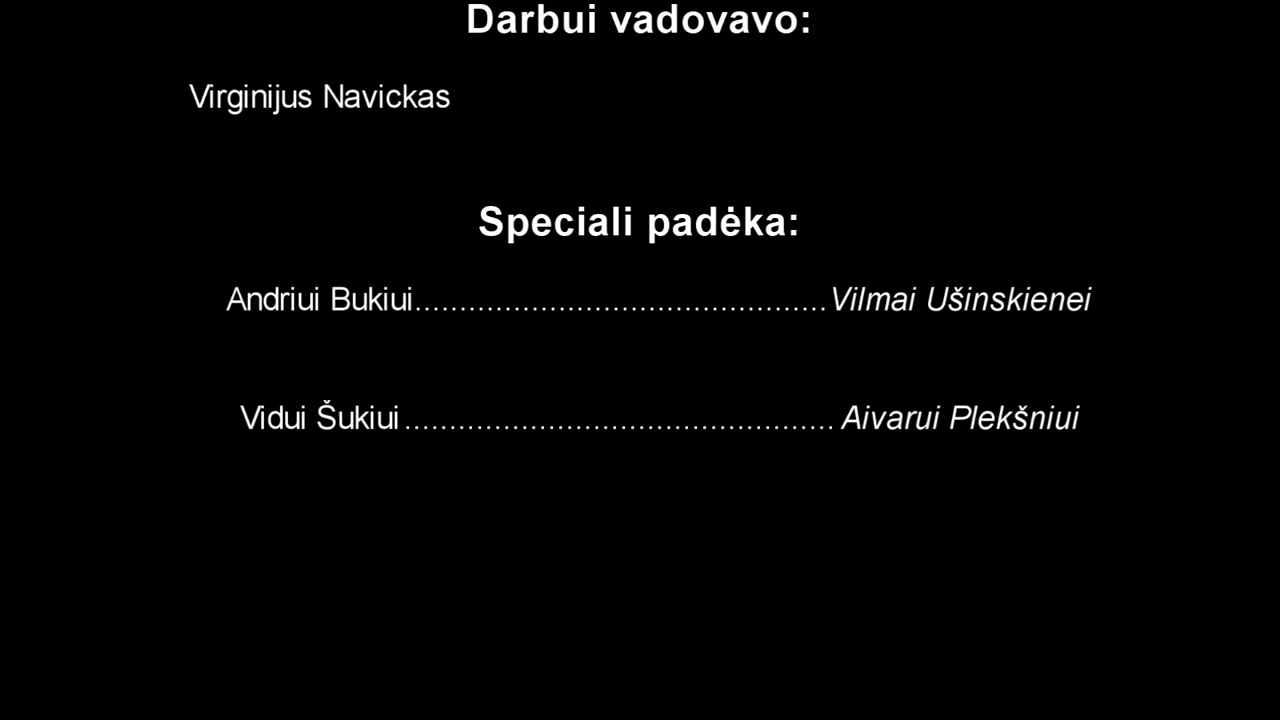 Darbui vadovavo:
Virginijus Navickas
Speciali padėka:
Andriui Bukiui..............................................Vilmai Ušinskienei
Vidui Šukiui................................................ Aivarui Plekšniui